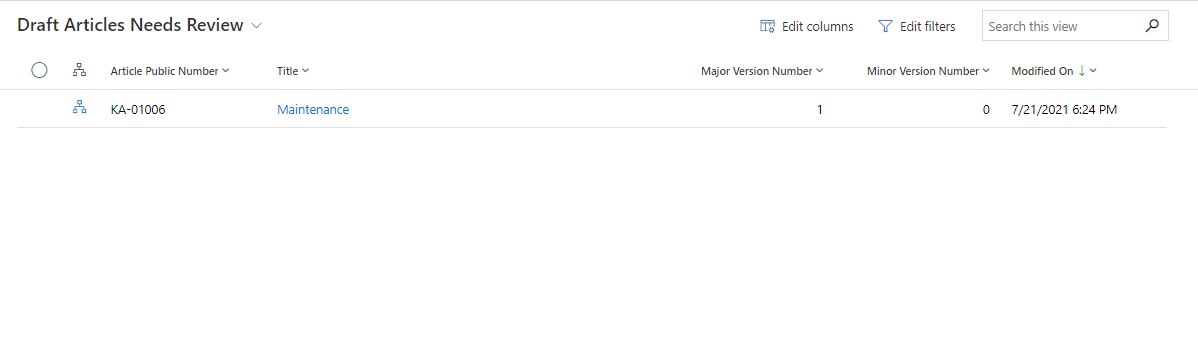 Draft Articles Needs Review
Edit columns
Edit filters
Search this view
Article Public Number
Title
Major Version Number
Minor Version Number
Modified On
KA-01006
Maintenance
1
0
7/21/2021 6:24 PM